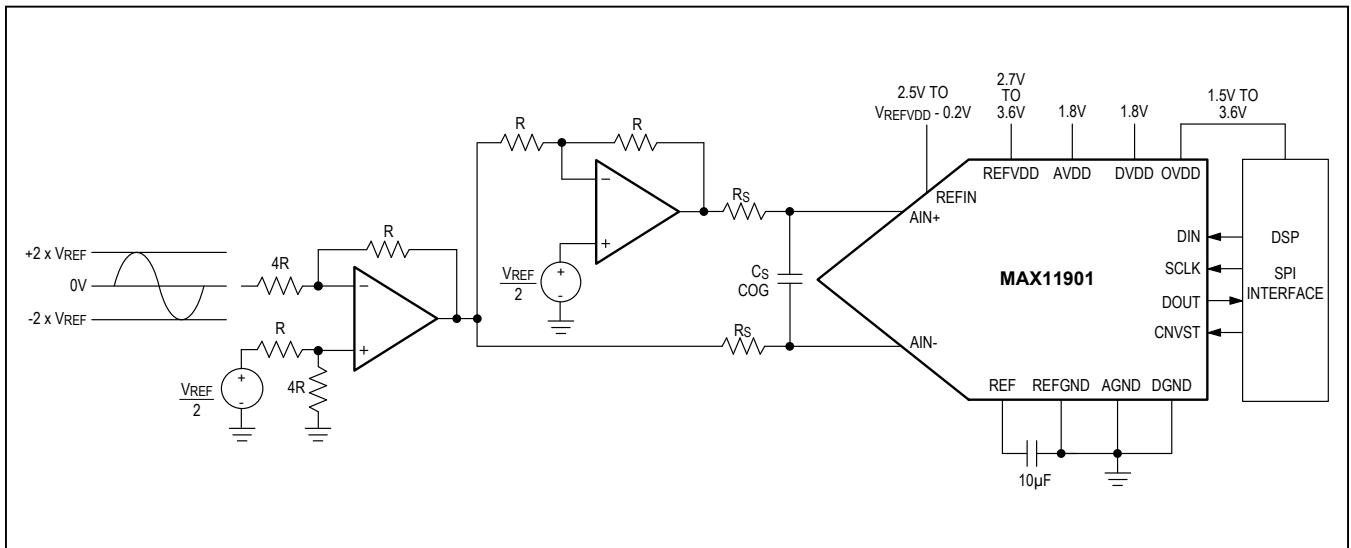 +2 x VREF
0V
-2 x VREF
4R
R
R
4R
VREF
2
+
-
-
+
R
R
-
+
VREF
2
+
-
RS
RS
CS
COG
2.5V TO
VREFVDD - 0.2V
2.7V
TO
3.6V
1.8V
1.8V
1.5V TO
3.6V
REFIN
REFVDD
AVDD
DVDD
OVDD
AIN+
AIN-
MAX11901
DIN
SCLK
DOUT
CNVST
DSP
SPI
INTERFACE
REF
REFGND
AGND
DGND
10µF